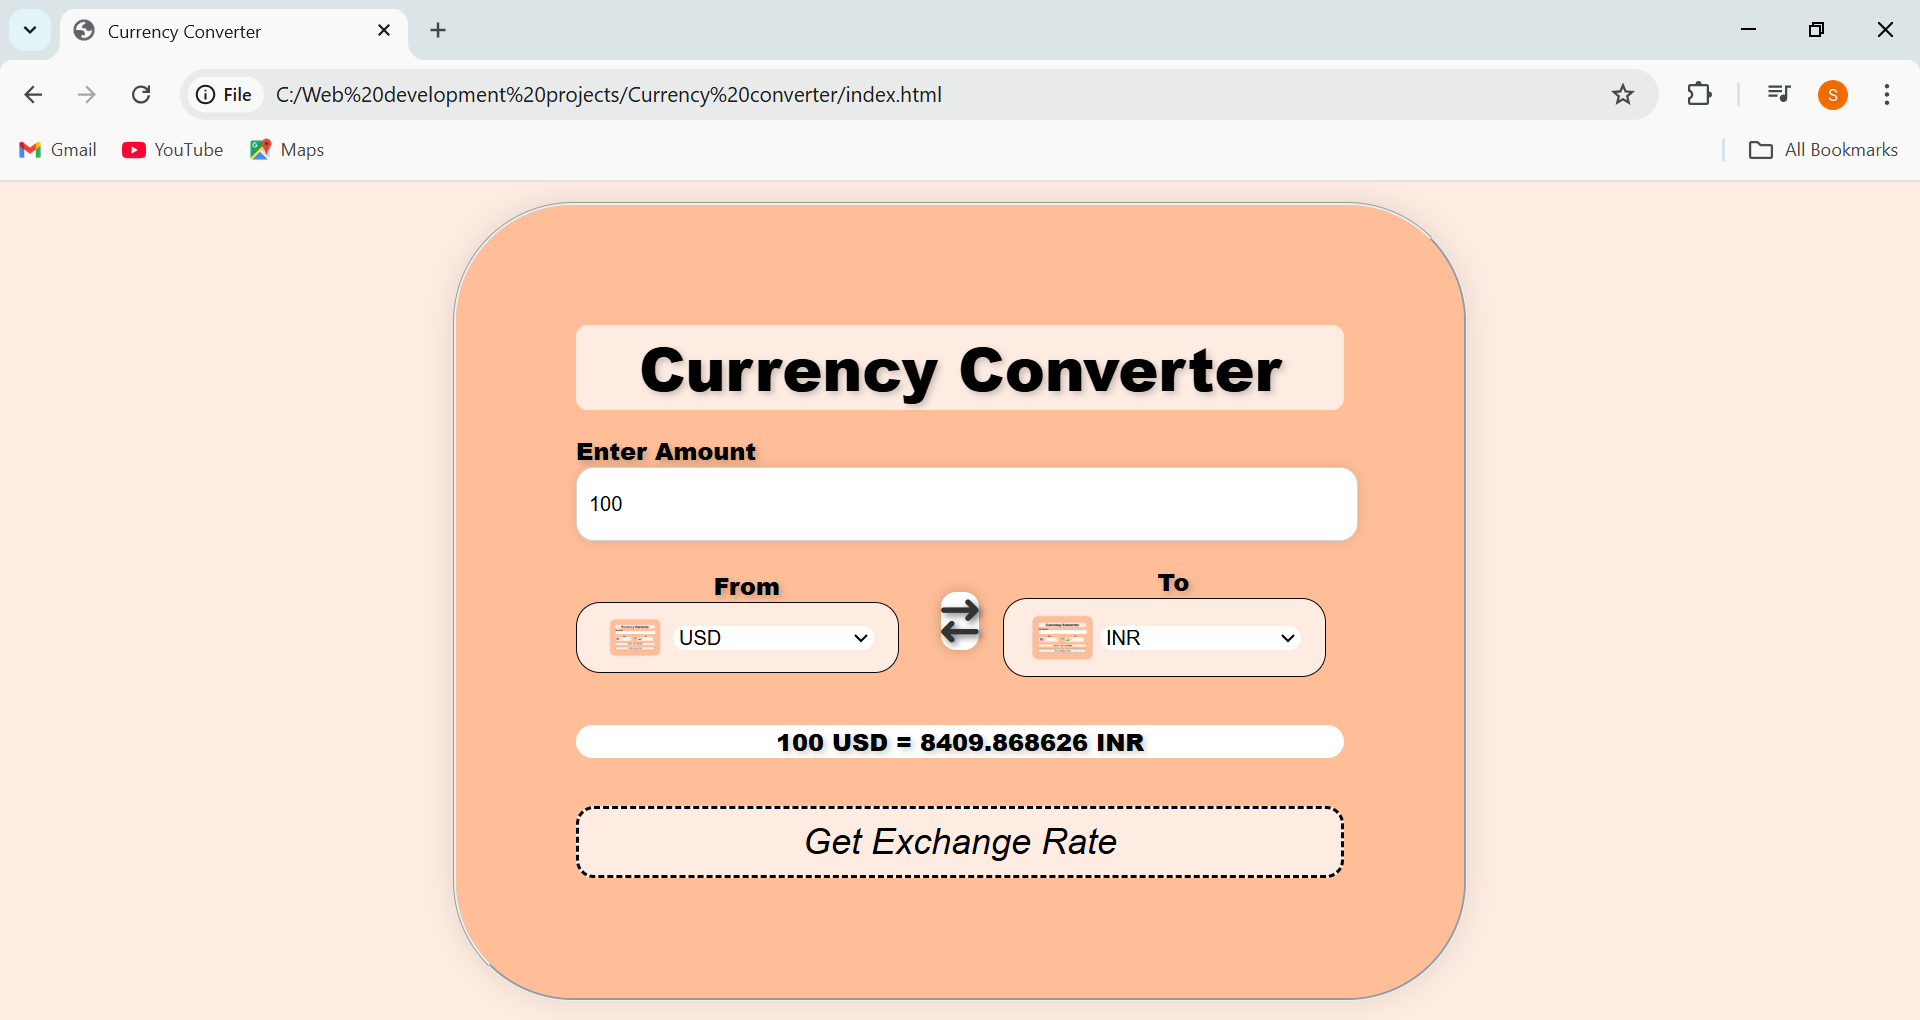 Currency Converter
File C:/Web%20development%20projects/Currency%20converter/index.html S
Gmail YouTube Maps All Bookmarks
Currency Converter
Enter Amount
100
From To
USD INR
100 USD = 8409.868626 INR
Get Exchange Rate